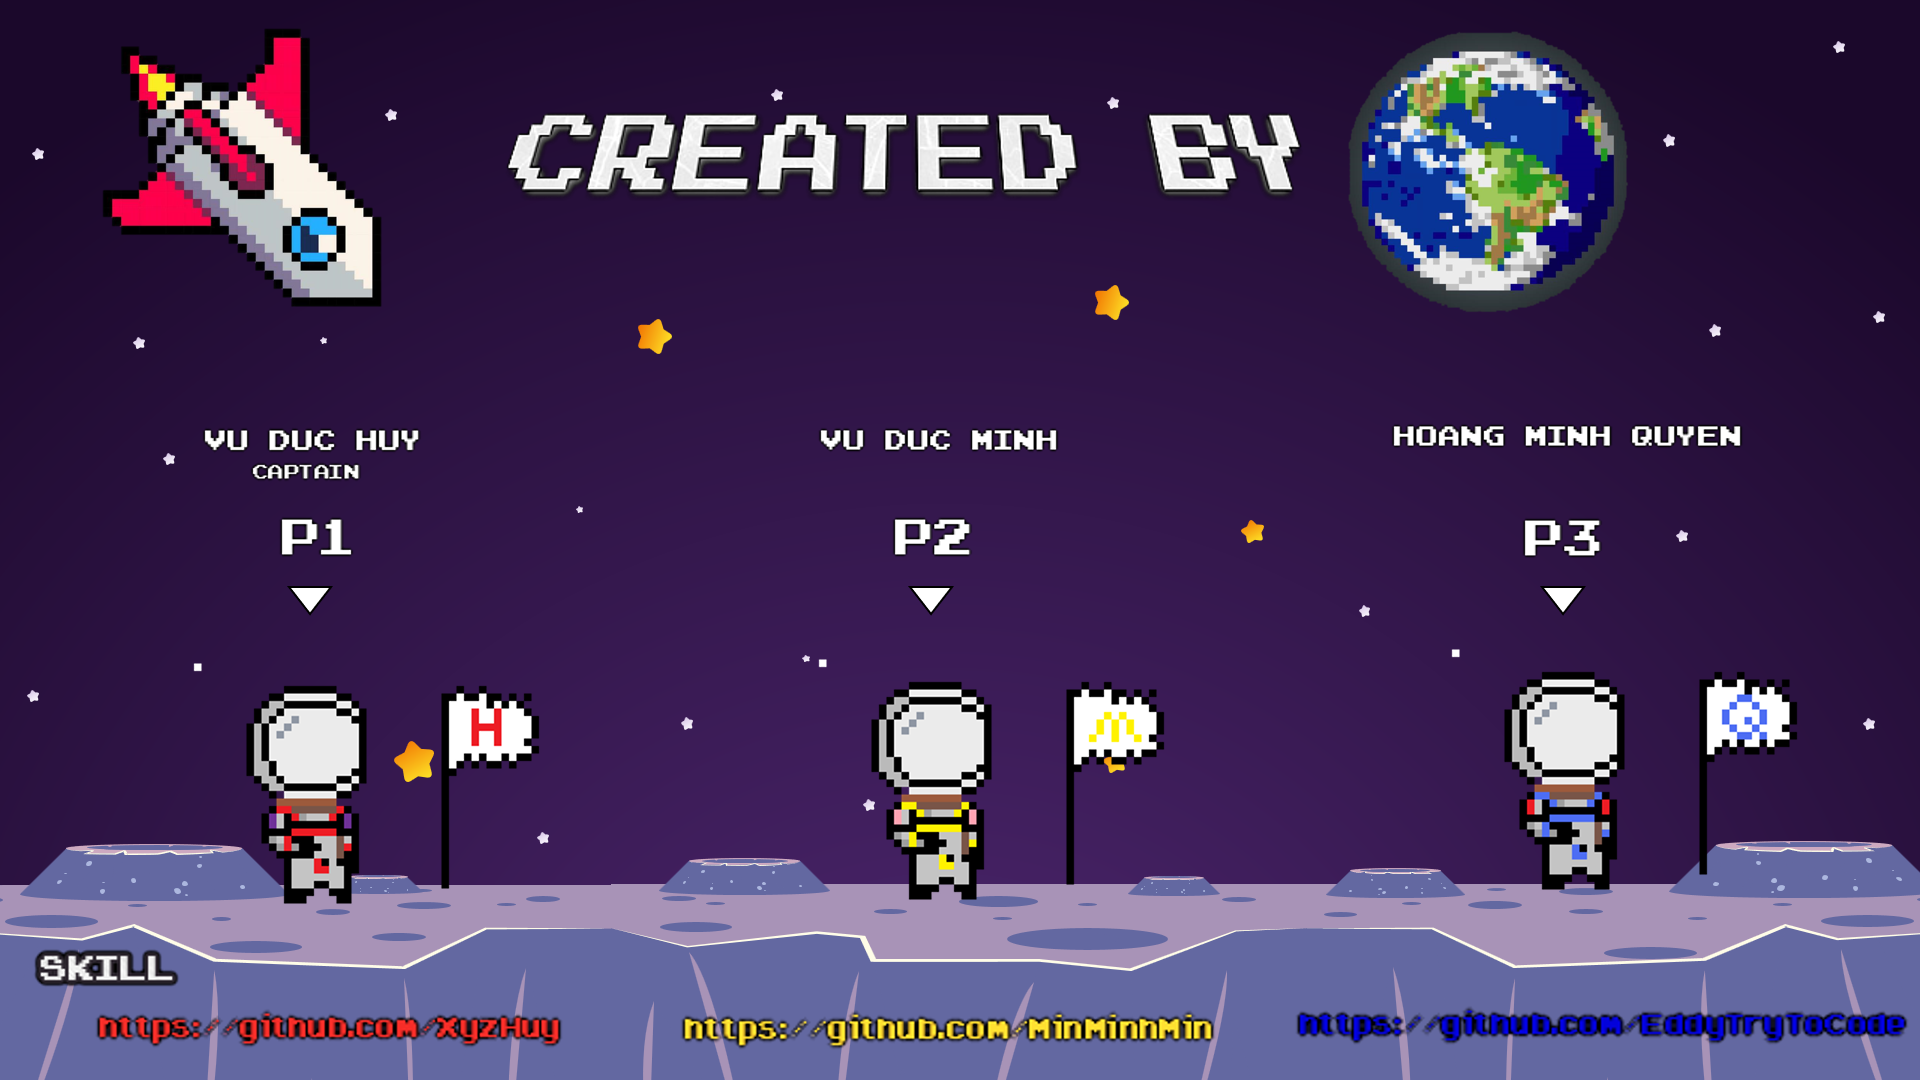 CREATED BY
VU DUC HUY
CAPTAIN
VU DUC MINH
HOANG MINH QUYEN
P1
P2
P3
H
M
Q
SKILL
https://github.com/XyzHuy
https://github.com/MinMinhMin
https://github.com/EddyTryToCode